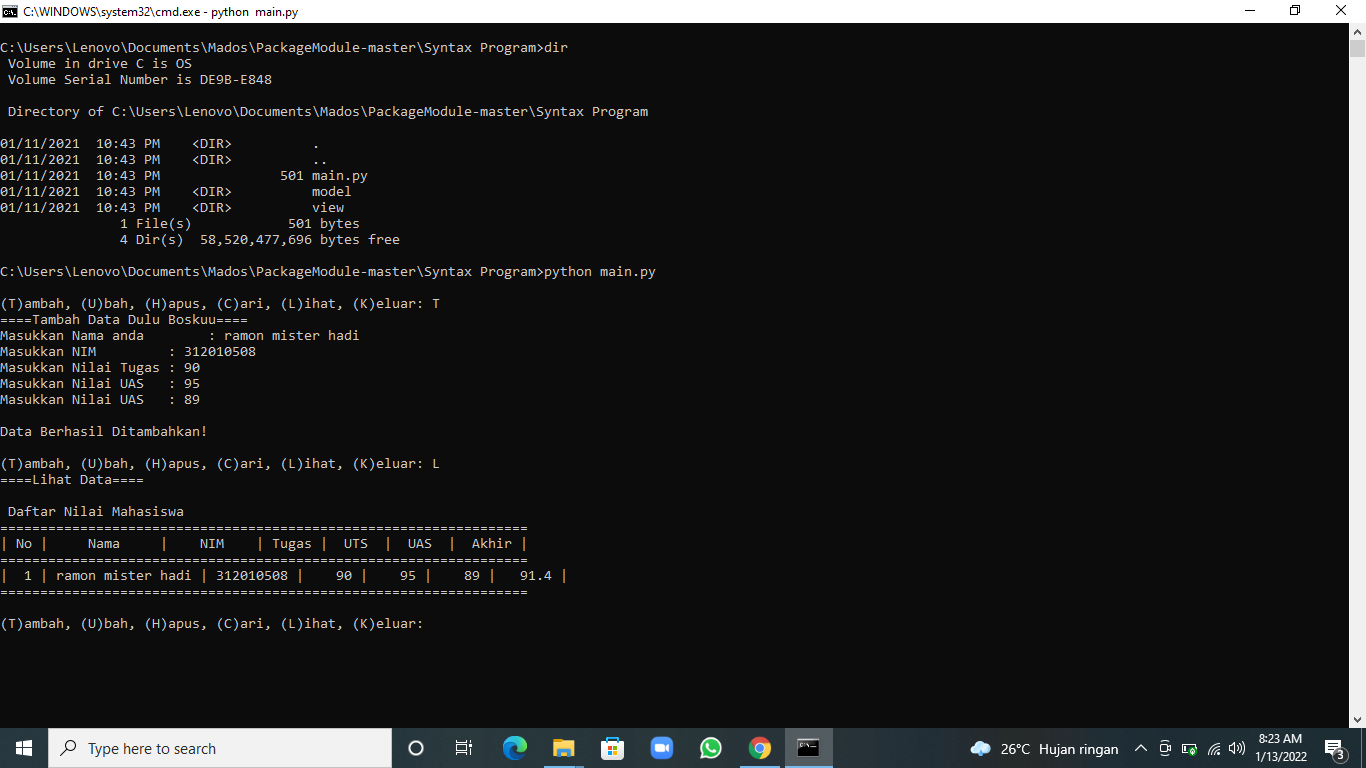 C:\WINDOWS\system32\cmd.exe - python  main.py
C:\Users\Lenovo\Documents\Mados\PackageModule-master\Syntax Program>dir
 Volume in drive C is OS
 Volume Serial Number is DE9B-E848
 Directory of C:\Users\Lenovo\Documents\Mados\PackageModule-master\Syntax Program
01/11/2021  10:43 PM    <DIR>          .
01/11/2021  10:43 PM    <DIR>          ..
01/11/2021  10:43 PM               501 main.py
01/11/2021  10:43 PM    <DIR>          model
01/11/2021  10:43 PM    <DIR>          view
               1 File(s)            501 bytes
               4 Dir(s)  58,520,477,696 bytes free
C:\Users\Lenovo\Documents\Mados\PackageModule-master\Syntax Program>python main.py
(T)ambah, (U)bah, (H)apus, (C)ari, (L)ihat, (K)eluar: T
====Tambah Data Dulu Boskuu====
Masukkan Nama anda        : ramon mister hadi
Masukkan NIM         : 312010508
Masukkan Nilai Tugas : 90
Masukkan Nilai UAS   : 95
Masukkan Nilai UAS   : 89
Data Berhasil Ditambahkan!
(T)ambah, (U)bah, (H)apus, (C)ari, (L)ihat, (K)eluar: L
====Lihat Data====
 Daftar Nilai Mahasiswa
==================================================================
| No |     Nama     |    NIM    | Tugas |  UTS  |  UAS  |  Akhir |
==================================================================
|  1 | ramon mister hadi | 312010508 |    90 |    95 |    89 |   91.4 |
==================================================================
(T)ambah, (U)bah, (H)apus, (C)ari, (L)ihat, (K)eluar:
Type here to search
26°C  Hujan ringan
8:23 AM
1/13/2022
3